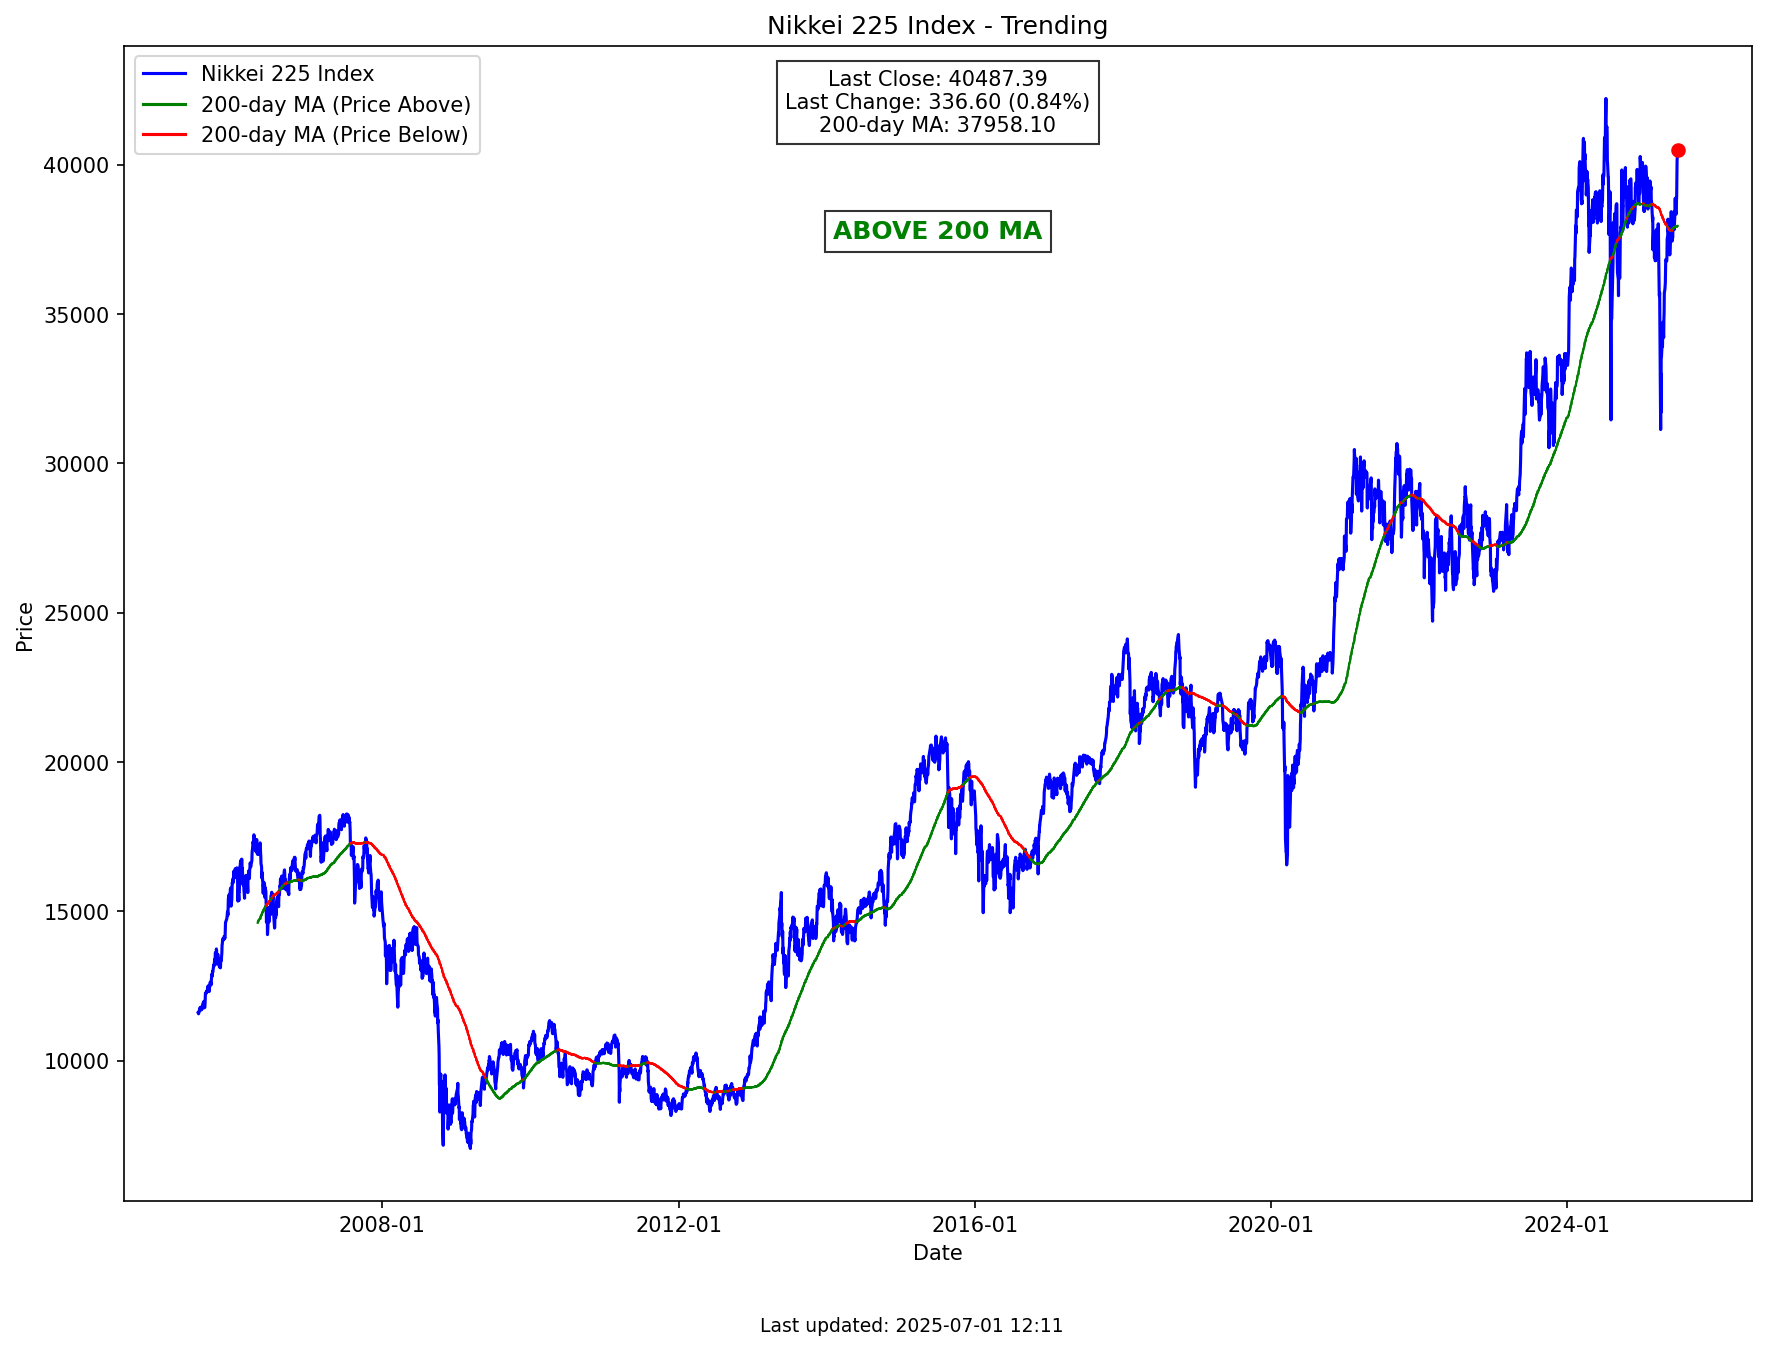 Nikkei 225 Index - Trending
Nikkei 225 Index
200-day MA (Price Above)
200-day MA (Price Below)
Last Close: 40487.39
Last Change: 336.60 (0.84%)
200-day MA: 37958.10
ABOVE 200 MA
Price
40000
35000
30000
25000
20000
15000
10000
2008-01
2012-01
2016-01
2020-01
2024-01
Date
Last updated: 2025-07-01 12:11